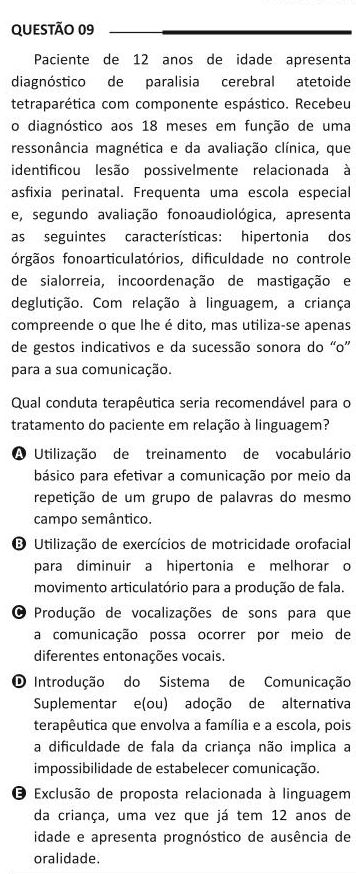 QUESTÃO 09
Paciente de 12 anos de idade apresenta
diagnóstico de paralisia cerebral atetoide
tetraparética com componente espástico. Recebeu
o diagnóstico aos 18 meses em função de uma
ressonância magnética e da avaliação clínica, que
identificou lesão possivelmente relacionada à
asfixia perinatal. Frequenta uma escola especial
e, segundo avaliação fonoaudiológica, apresenta
as seguintes características: hipertonia dos
órgãos fonoarticulatórios, dificuldade no controle
de sialorreia, incoordenação de mastigação e
deglutição. Com relação à linguagem, a criança
compreende o que lhe é dito, mas utiliza-se apenas
de gestos indicativos e da sucessão sonora do “o”
para a sua comunicação.
Qual conduta terapêutica seria recomendável para o
tratamento do paciente em relação à linguagem?
A Utilização de treinamento de vocabulário
básico para efetivar a comunicação por meio da
repetição de um grupo de palavras do mesmo
campo semântico.
B Utilização de exercícios de motricidade orofacial
para diminuir a hipertonia e melhorar o
movimento articulatório para a produção de fala.
C Produção de vocalizações de sons para que
a comunicação possa ocorrer por meio de
diferentes entonações vocais.
D Introdução do Sistema de Comunicação
Suplementar e(ou) adoção de alternativa
terapêutica que envolva a família e a escola, pois
a dificuldade de fala da criança não implica a
impossibilidade de estabelecer comunicação.
E Exclusão de proposta relacionada à linguagem
da criança, uma vez que já tem 12 anos de
idade e apresenta prognóstico de ausência de
oralidade.